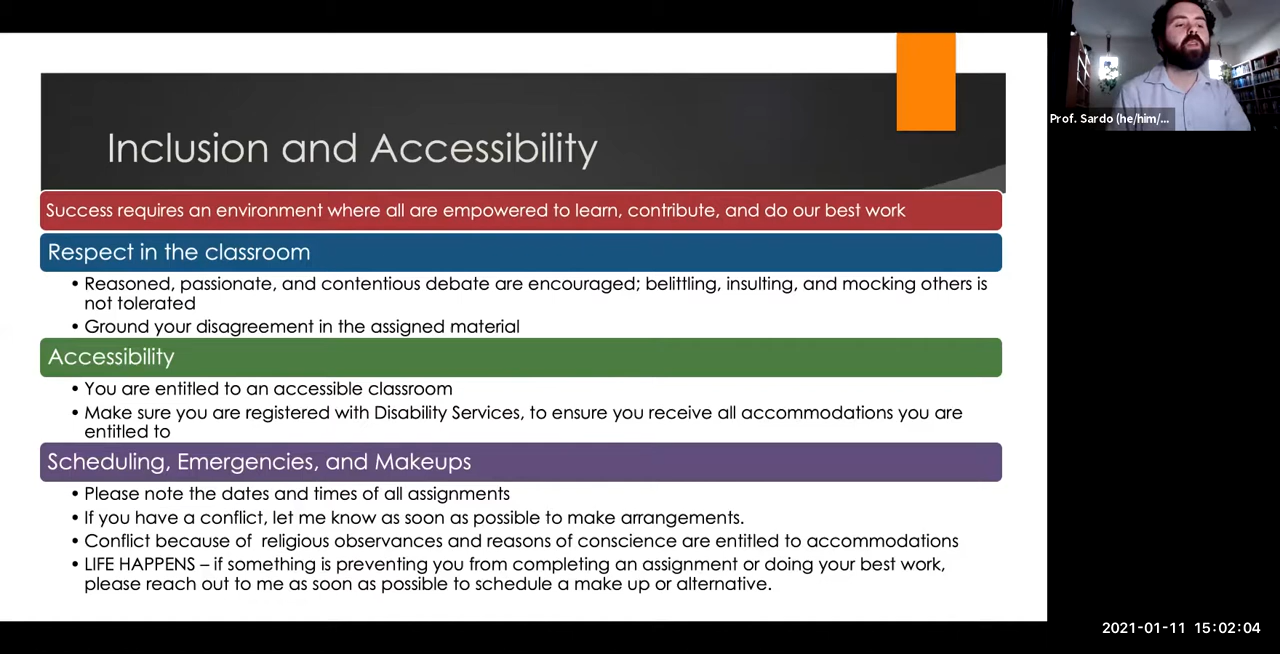 Inclusion and Accessibility
Success requires an environment where all are empowered to learn, contribute, and do our best work
Respect in the classroom
• Reasoned, passionate, and contentious debate are encouraged; belittling, insulting, and mocking others is
not tolerated
• Ground your disagreement in the assigned material
Accessibility
• You are entitled to an accessible classroom
• Make sure you are registered with Disability Services, to ensure you receive all accommodations you are
entitled to
Scheduling, Emergencies, and Makeups
• Please note the dates and times of all assignments
• If you have a conflict, let me know as soon as possible to make arrangements.
• Conflict because of  religious observances and reasons of conscience are entitled to accommodations
• LIFE HAPPENS – if something is preventing you from completing an assignment or doing your best work,
please reach out to me as soon as possible to schedule a make up or alternative.
Prof. Sardo (he/him/...
2021-01-11 15:02:04